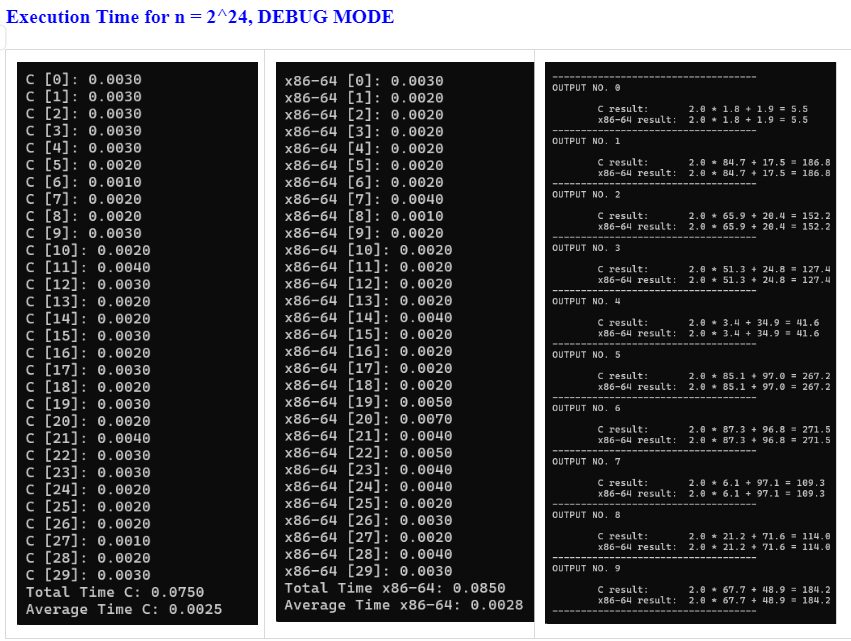 Execution Time for n = 2^24, DEBUG MODE
C [0]: 0.0030
C [1]: 0.0030
C [2]: 0.0030
C [3]: 0.0030
C [4]: 0.0030
C [5]: 0.0020
C [6]: 0.0010
C [7]: 0.0020
C [8]: 0.0020
C [9]: 0.0030
C [10]: 0.0020
C [11]: 0.0040
C [12]: 0.0030
C [13]: 0.0020
C [14]: 0.0020
C [15]: 0.0030
C [16]: 0.0020
C [17]: 0.0030
C [18]: 0.0020
C [19]: 0.0030
C [20]: 0.0020
C [21]: 0.0040
C [22]: 0.0030
C [23]: 0.0030
C [24]: 0.0020
C [25]: 0.0020
C [26]: 0.0020
C [27]: 0.0010
C [28]: 0.0020
C [29]: 0.0030
Total Time C: 0.0750
Average Time C: 0.0025
x86-64 [0]: 0.0030
x86-64 [1]: 0.0020
x86-64 [2]: 0.0020
x86-64 [3]: 0.0020
x86-64 [4]: 0.0020
x86-64 [5]: 0.0020
x86-64 [6]: 0.0020
x86-64 [7]: 0.0040
x86-64 [8]: 0.0010
x86-64 [9]: 0.0020
x86-64 [10]: 0.0020
x86-64 [11]: 0.0020
x86-64 [12]: 0.0020
x86-64 [13]: 0.0020
x86-64 [14]: 0.0040
x86-64 [15]: 0.0020
x86-64 [16]: 0.0020
x86-64 [17]: 0.0020
x86-64 [18]: 0.0020
x86-64 [19]: 0.0050
x86-64 [20]: 0.0070
x86-64 [21]: 0.0040
x86-64 [22]: 0.0050
x86-64 [23]: 0.0040
x86-64 [24]: 0.0040
x86-64 [25]: 0.0020
x86-64 [26]: 0.0030
x86-64 [27]: 0.0020
x86-64 [28]: 0.0040
x86-64 [29]: 0.0030
Total Time x86-64: 0.0850
Average Time x86-64: 0.0028
------------------------------------
OUTPUT NO. 0
C result: 2.0 * 1.8 + 1.9 = 5.5
x86-64 result: 2.0 * 1.8 + 1.9 = 5.5
------------------------------------
OUTPUT NO. 1
C result: 2.0 * 84.7 + 17.5 = 186.8
x86-64 result: 2.0 * 84.7 + 17.5 = 186.8
------------------------------------
OUTPUT NO. 2
C result: 2.0 * 65.9 + 20.4 = 152.2
x86-64 result: 2.0 * 65.9 + 20.4 = 152.2
------------------------------------
OUTPUT NO. 3
C result: 2.0 * 51.3 + 24.8 = 127.4
x86-64 result: 2.0 * 51.3 + 24.8 = 127.4
------------------------------------
OUTPUT NO. 4
C result: 2.0 * 3.4 + 34.9 = 41.6
x86-64 result: 2.0 * 3.4 + 34.9 = 41.6
------------------------------------
OUTPUT NO. 5
C result: 2.0 * 85.1 + 97.0 = 267.2
x86-64 result: 2.0 * 85.1 + 97.0 = 267.2
------------------------------------
OUTPUT NO. 6
C result: 2.0 * 87.3 + 96.8 = 271.5
x86-64 result: 2.0 * 87.3 + 96.8 = 271.5
------------------------------------
OUTPUT NO. 7
C result: 2.0 * 6.1 + 97.1 = 109.3
x86-64 result: 2.0 * 6.1 + 97.1 = 109.3
------------------------------------
OUTPUT NO. 8
C result: 2.0 * 21.2 + 71.6 = 114.0
x86-64 result: 2.0 * 21.2 + 71.6 = 114.0
------------------------------------
OUTPUT NO. 9
C result: 2.0 * 67.7 + 48.9 = 184.2
x86-64 result: 2.0 * 67.7 + 48.9 = 184.2
------------------------------------